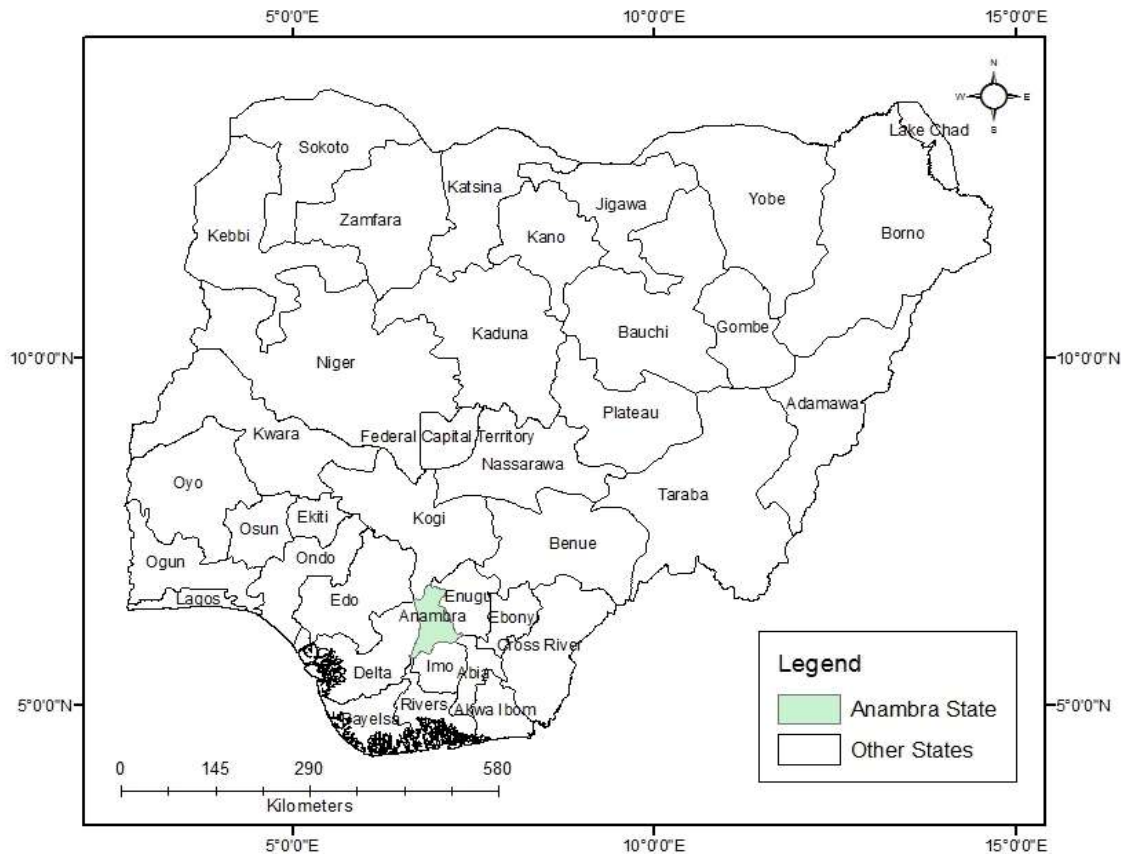 5°0'0"E 10°0'0"E 15°0'0"E
N
W E
S
Lake Chad
Sokoto
Katsina
Yobe
Jigawa
Zamfara
Kebbi
Kano
Borno
Gombe
Kaduna
Bauchi
Niger
10°0'0"N 10°0'0"N
Adamawa
Plateau
Kwara
Federal Capital Territory
Nassarawa
Oyo
Taraba
Kogi
Ekiti
Osun
Benue
Ogun
Ondo
Lagos
Edo
Enugu
Anambra
Ebony
Cross River
Delta
Imo
Abia
Rivers
Akwa Ibom
Bayelsa
5°0'0"N 5°0'0"N
Legend
Anambra State
Other States
0 145 290 580
Kilometers
5°0'0"E 10°0'0"E 15°0'0"E